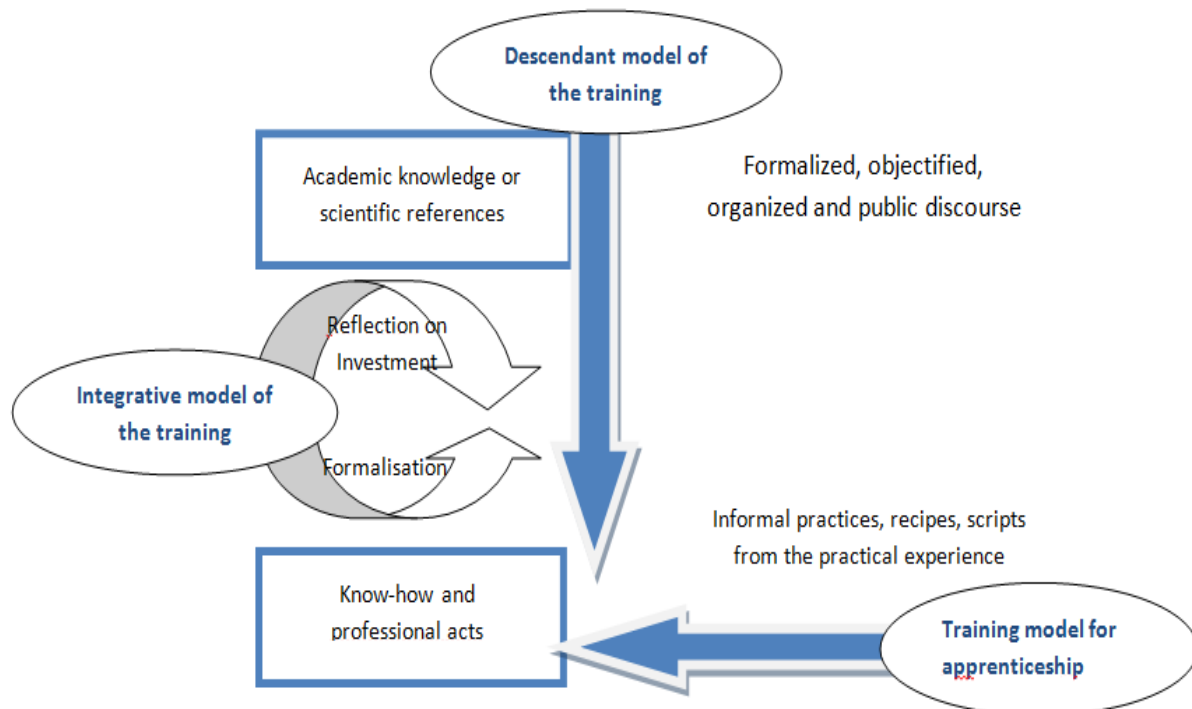 Descendant model of
the training
Academic knowledge or
scientific references
Formalized, objectified,
organized and public discourse
Reflection on
Investment
Integrative model of
the training
Formalisation
Informal practices, recipes, scripts
from the practical experience
Know-how and
professional acts
Training model for
apprenticeship